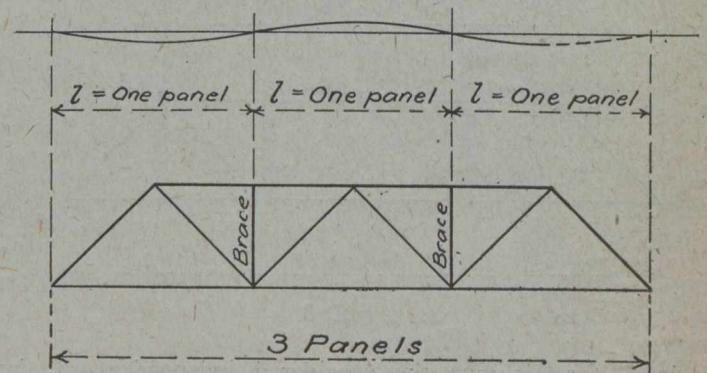 l = One panel
l = One panel
l = One panel
Brace
Brace
3 Panels